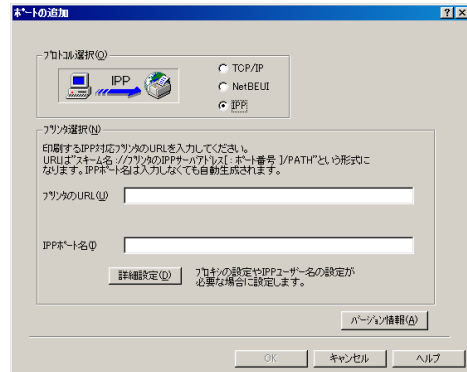 ﾎﾟｰﾄの追加
ﾌﾟﾛﾄｺﾙ選択(O)
IPP
TCP/IP
NetBEUI
IPP
ﾌﾟﾘﾝﾀ選択(N)
印刷するIPP対応ﾌﾟﾘﾝﾀのURLを入力してください。
URLは"ｽｷｰﾑ名 ://ﾌﾟﾘﾝﾀのIPPｻｰﾊﾞｱﾄﾞﾚｽ[ : ﾎﾟｰﾄ番号 ]/PATH"という形式に
なります。IPPﾎﾟｰﾄ名は入力しなくても自動生成されます。
ﾌﾟﾘﾝﾀのURL(U)
IPPﾎﾟｰﾄ名(I)
詳細設定(D)
ﾌﾟﾛｷｼの設定やIPPﾕｰｻﾞｰ名の設定が
必要な場合に設定します。
ﾊﾞｰｼﾞｮﾝ情報(A)
OK
ｷｬﾝｾﾙ
ﾍﾙﾌﾟ